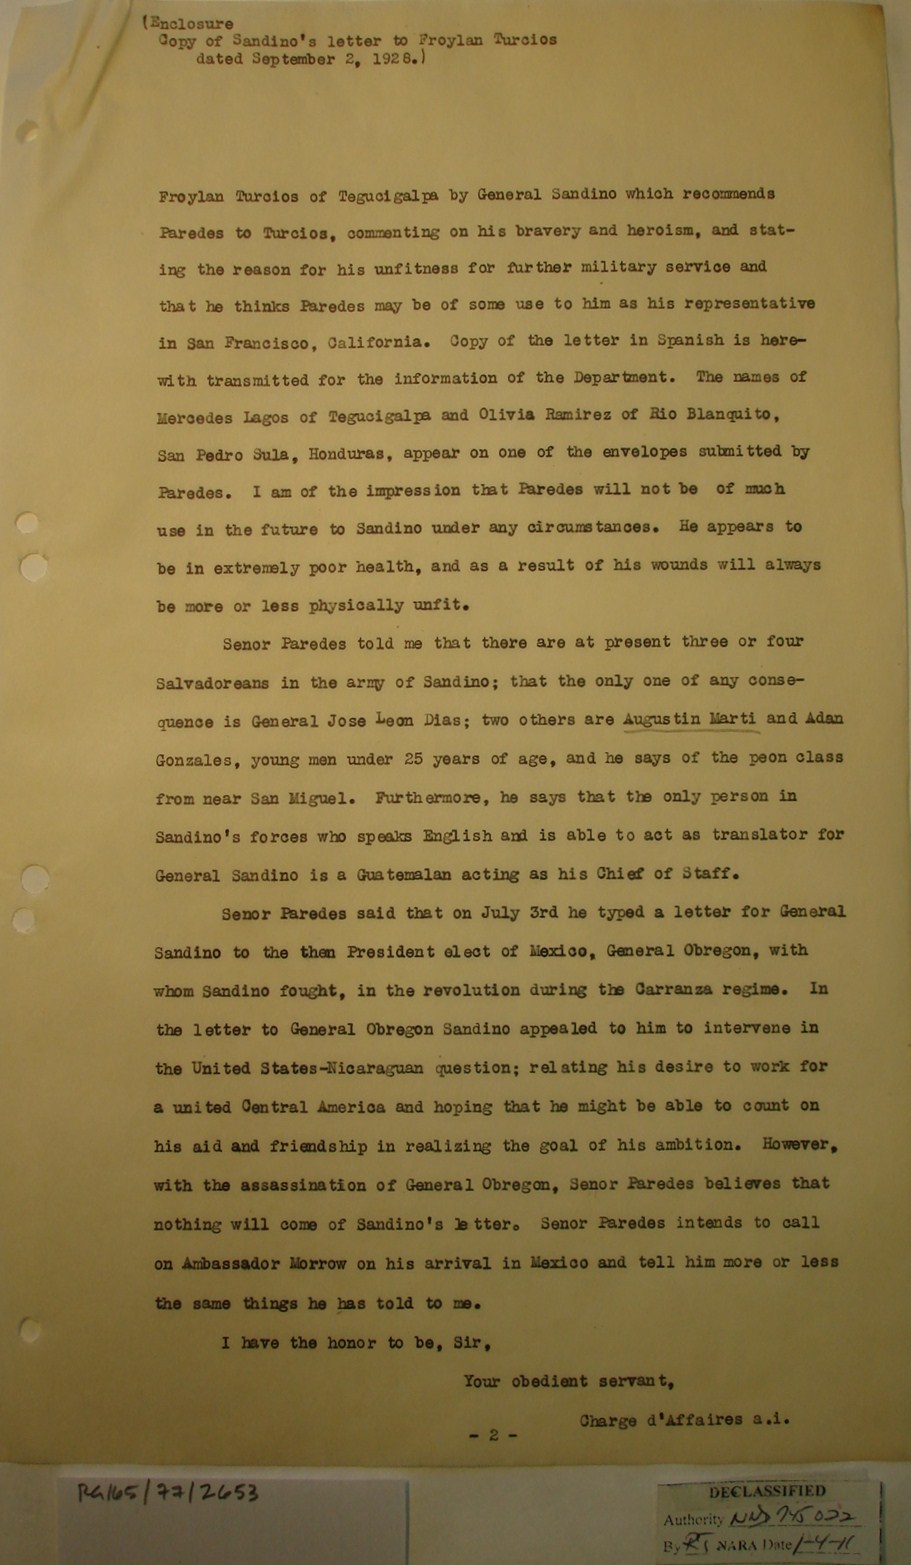 (Enclosure
Copy of Sandino's letter to Froylan Turcios
dated September 2, 1928.)
Froylan Turcios of Tegucigalpa by General Sandino which recommends
Paredes to Turcios, commenting on his bravery and heroism, and stat-
ing the reason for his unfitness for further military service and
that he thinks Paredes may be of some use to him as his representative
in San Francisco, California. Copy of the letter in Spanish is here-
with transmitted for the information of the Department. The names of
Mercedes Lagos of Tegucigalpa and Olivia Ramirez of Rio Blanquito,
San Pedro Sula, Honduras, appear on one of the envelopes submitted by
Paredes. I am of the impression that Paredes will not be of much
use in the future to Sandino under any circumstances. He appears to
be in extremely poor health, and as a result of his wounds will always
be more or less physically unfit.
Senor Paredes told me that there are at present three or four
Salvadoreans in the army of Sandino; that the only one of any conse-
quence is General Jose Leon Dias; two others are Augustin Marti and Adan
Gonzales, young men under 25 years of age, and he says of the peon class
from near San Miguel. Furthermore, he says that the only person in
Sandino's forces who speaks English and is able to act as translator for
General Sandino is a Guatemalan acting as his Chief of Staff.
Senor Paredes said that on July 3rd he typed a letter for General
Sandino to the then President elect of Mexico, General Obregon, with
whom Sandino fought, in the revolution during the Carranza regime. In
the letter to General Obregon Sandino appealed to him to intervene in
the United States-Nicaraguan question; relating his desire to work for
a united Central America and hoping that he might be able to count on
his aid and friendship in realizing the goal of his ambition. However,
with the assassination of General Obregon, Senor Paredes believes that
nothing will come of Sandino's letter. Senor Paredes intends to call
on Ambassador Morrow on his arrival in Mexico and tell him more or less
the same things he has told to me.
I have the honor to be, Sir,
Your obedient servant,
Charge d'Affaires a.i.
- 2 -
RG165/77/2653
DECLASSIFIED
Authority NND 745022
By RT NARA Date 1-4-11